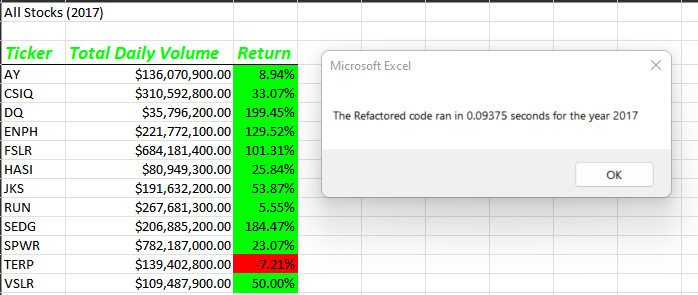 All Stocks (2017)
Ticker Total Daily Volume Return
AY $136,070,900.00 8.94%
CSIQ $310,592,800.00 33.07%
DQ $35,796,200.00 199.45%
ENPH $221,772,100.00 129.52%
FSLR $684,181,400.00 101.31%
HASI $80,949,300.00 25.84%
JKS $191,632,200.00 53.87%
RUN $267,681,300.00 5.55%
SEDG $206,885,200.00 184.47%
SPWR $782,187,000.00 23.07%
TERP $139,402,800.00 -7.21%
VSLR $109,487,900.00 50.00%
Microsoft Excel
The Refactored code ran in 0.09375 seconds for the year 2017
OK